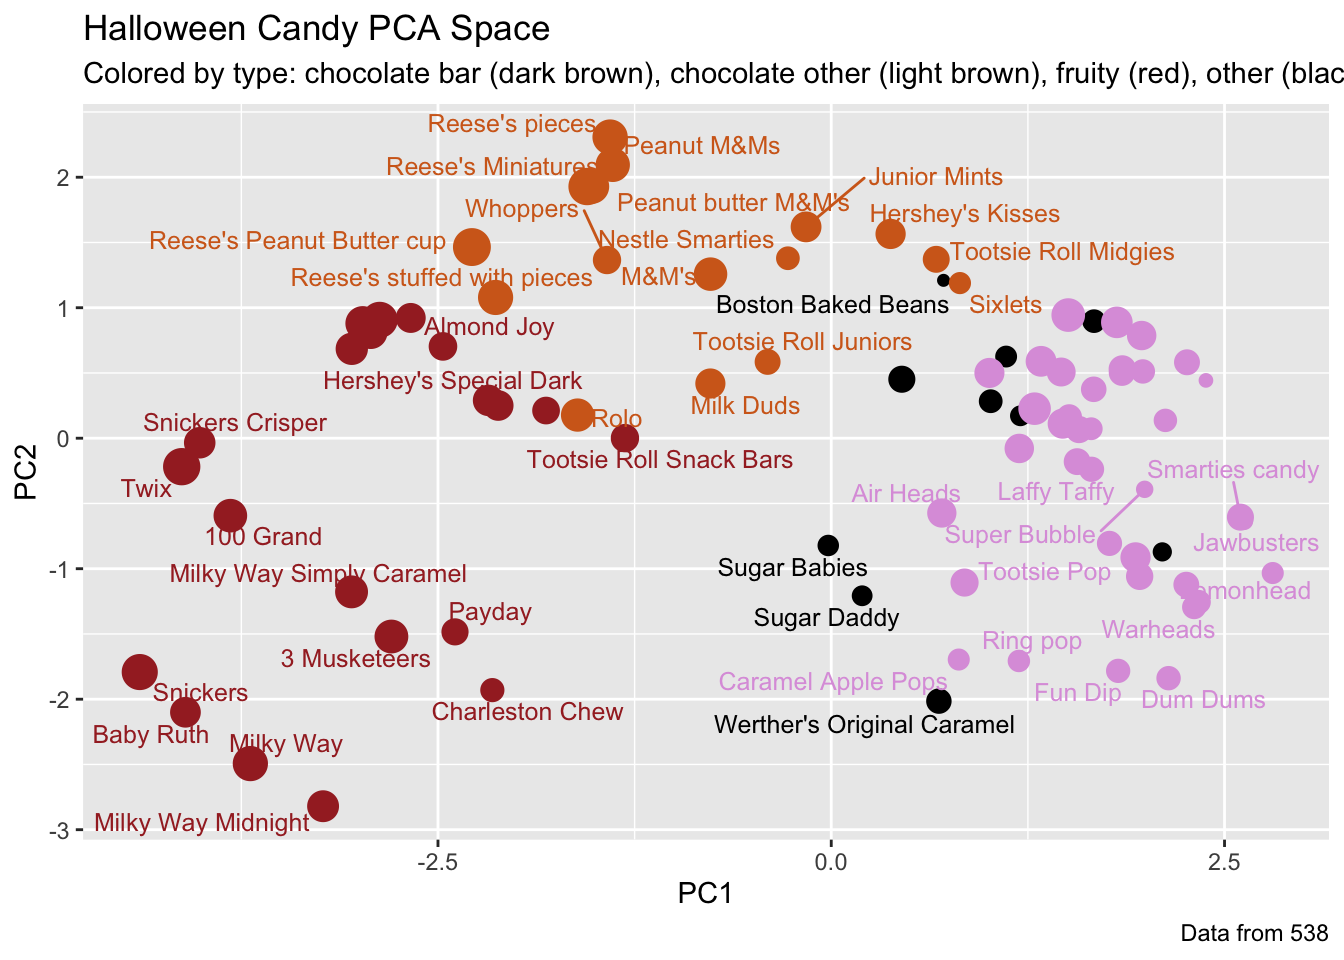 Halloween Candy PCA Space
Colored by type: chocolate bar (dark brown), chocolate other (light brown), fruity (red), other (blac
Reese's pieces
Peanut M&Ms
Reese's Miniatures
Junior Mints
Whoppers
Peanut butter M&M's
Hershey's Kisses
Reese's Peanut Butter cup
Nestle Smarties
Tootsie Roll Midgies
Reese's stuffed with pieces
M&M's
Boston Baked Beans
Sixlets
Almond Joy
Tootsie Roll Juniors
Hershey's Special Dark
Milk Duds
Snickers Crisper
Rolo
Tootsie Roll Snack Bars
Twix
Smarties candy
Air Heads
Laffy Taffy
100 Grand
Super Bubble
Jawbusters
Milky Way Simply Caramel
Sugar Babies
Tootsie Pop
Lemonhead
Payday
Sugar Daddy
Warheads
3 Musketeers
Ring pop
Snickers
Caramel Apple Pops
Fun Dip
Dum Dums
Charleston Chew
Baby Ruth
Milky Way
Werther's Original Caramel
Milky Way Midnight
2
1
0
-1
-2
-3
PC2
-2.5
0.0
2.5
PC1
Data from 538